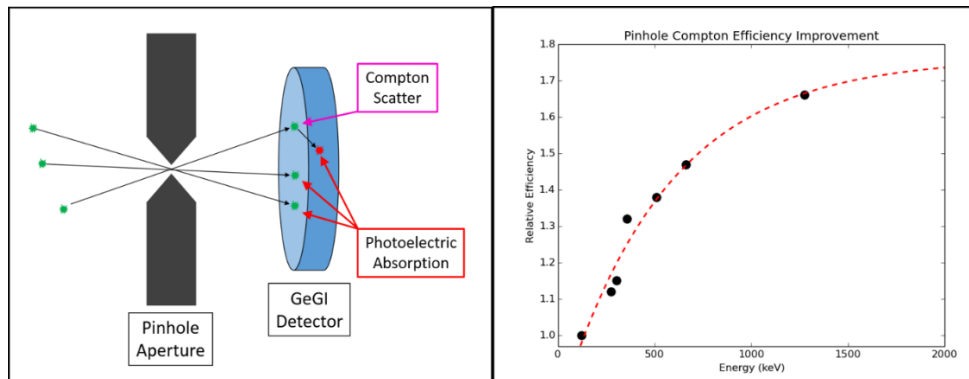 Compton
Scatter
Photoelectric
Absorption
GeGI
Detector
Pinhole
Aperture
Pinhole Compton Efficiency Improvement
Relative Efficiency
1.8
1.7
1.6
1.5
1.4
1.3
1.2
1.1
1.0
0 500 1000 1500 2000
Energy (keV)